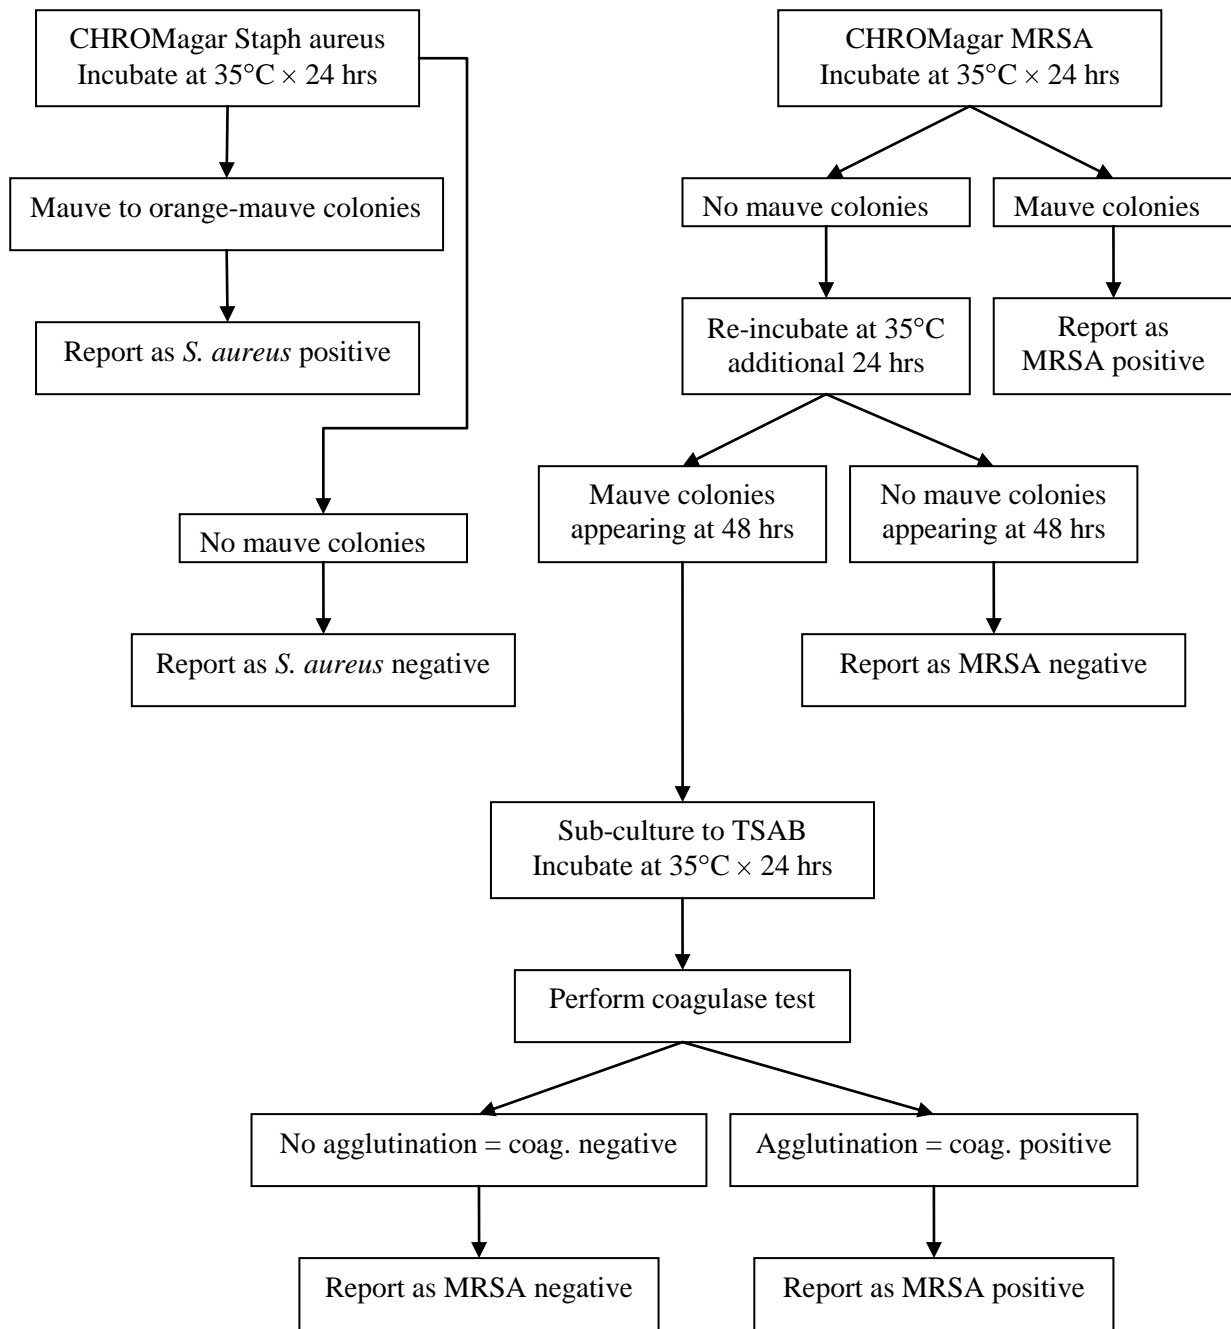 CHROMagar Staph aureus
Incubate at 35°C × 24 hrs
Mauve to orange-mauve colonies
Report as S. aureus positive
No mauve colonies
Report as S. aureus negative
CHROMagar MRSA
Incubate at 35°C × 24 hrs
No mauve colonies
Mauve colonies
Re-incubate at 35°C
additional 24 hrs
Report as
MRSA positive
Mauve colonies
appearing at 48 hrs
No mauve colonies
appearing at 48 hrs
Report as MRSA negative
Sub-culture to TSAB
Incubate at 35°C × 24 hrs
Perform coagulase test
No agglutination = coag. negative
Agglutination = coag. positive
Report as MRSA negative
Report as MRSA positive